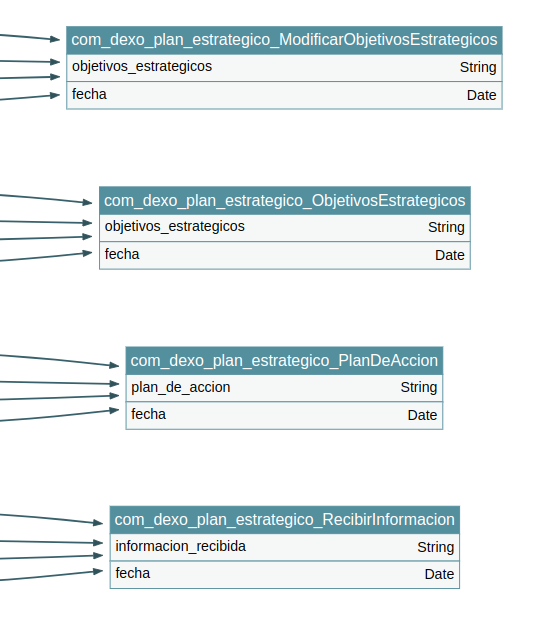 com_dexo_plan_estrategico_ModificarObjetivosEstrategicos
objetivos_estrategicos String
fecha Date
com_dexo_plan_estrategico_ObjetivosEstrategicos
objetivos_estrategicos String
fecha Date
com_dexo_plan_estrategico_PlanDeAccion
plan_de_accion String
fecha Date
com_dexo_plan_estrategico_RecibirInformacion
informacion_recibida String
fecha Date